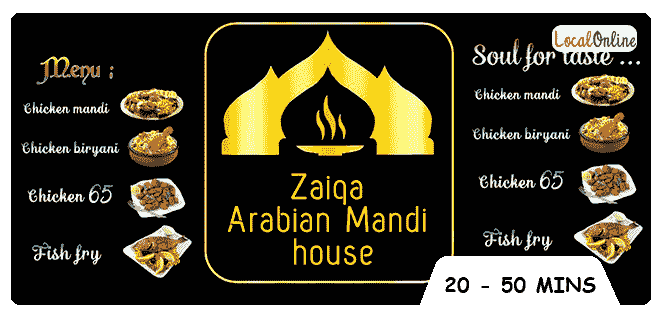 Menu :
Chicken mandi
Chicken biryani
Chicken 65
Fish fry
Zaiqa
Arabian Mandi
house
LocalOnline
Soul for taste ...
Chicken mandi
Chicken biryani
Chicken 65
Fish fry
20 - 50 MINS